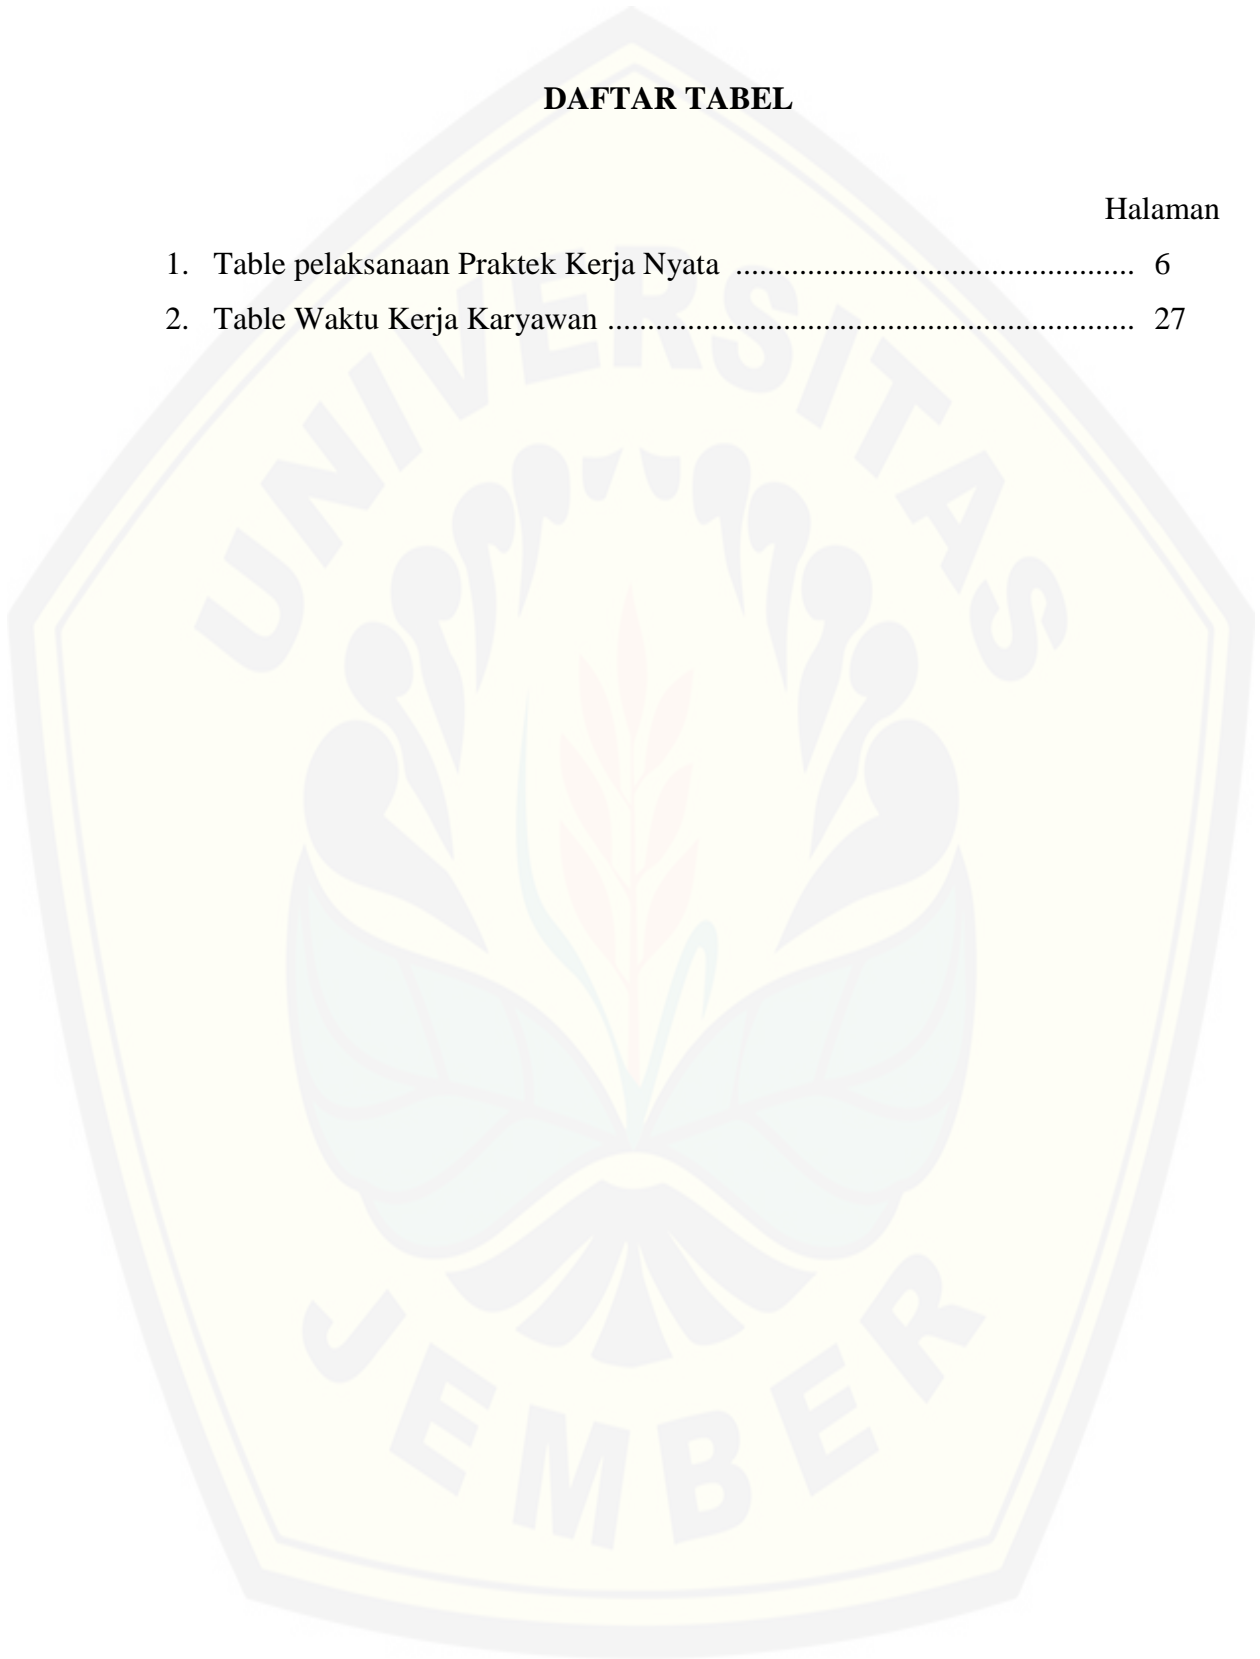 DAFTAR TABEL
Halaman
1. Table pelaksanaan Praktek Kerja Nyata .................................................. 6
2. Table Waktu Kerja Karyawan .................................................................. 27
UNIVERSITAS
JEMBER